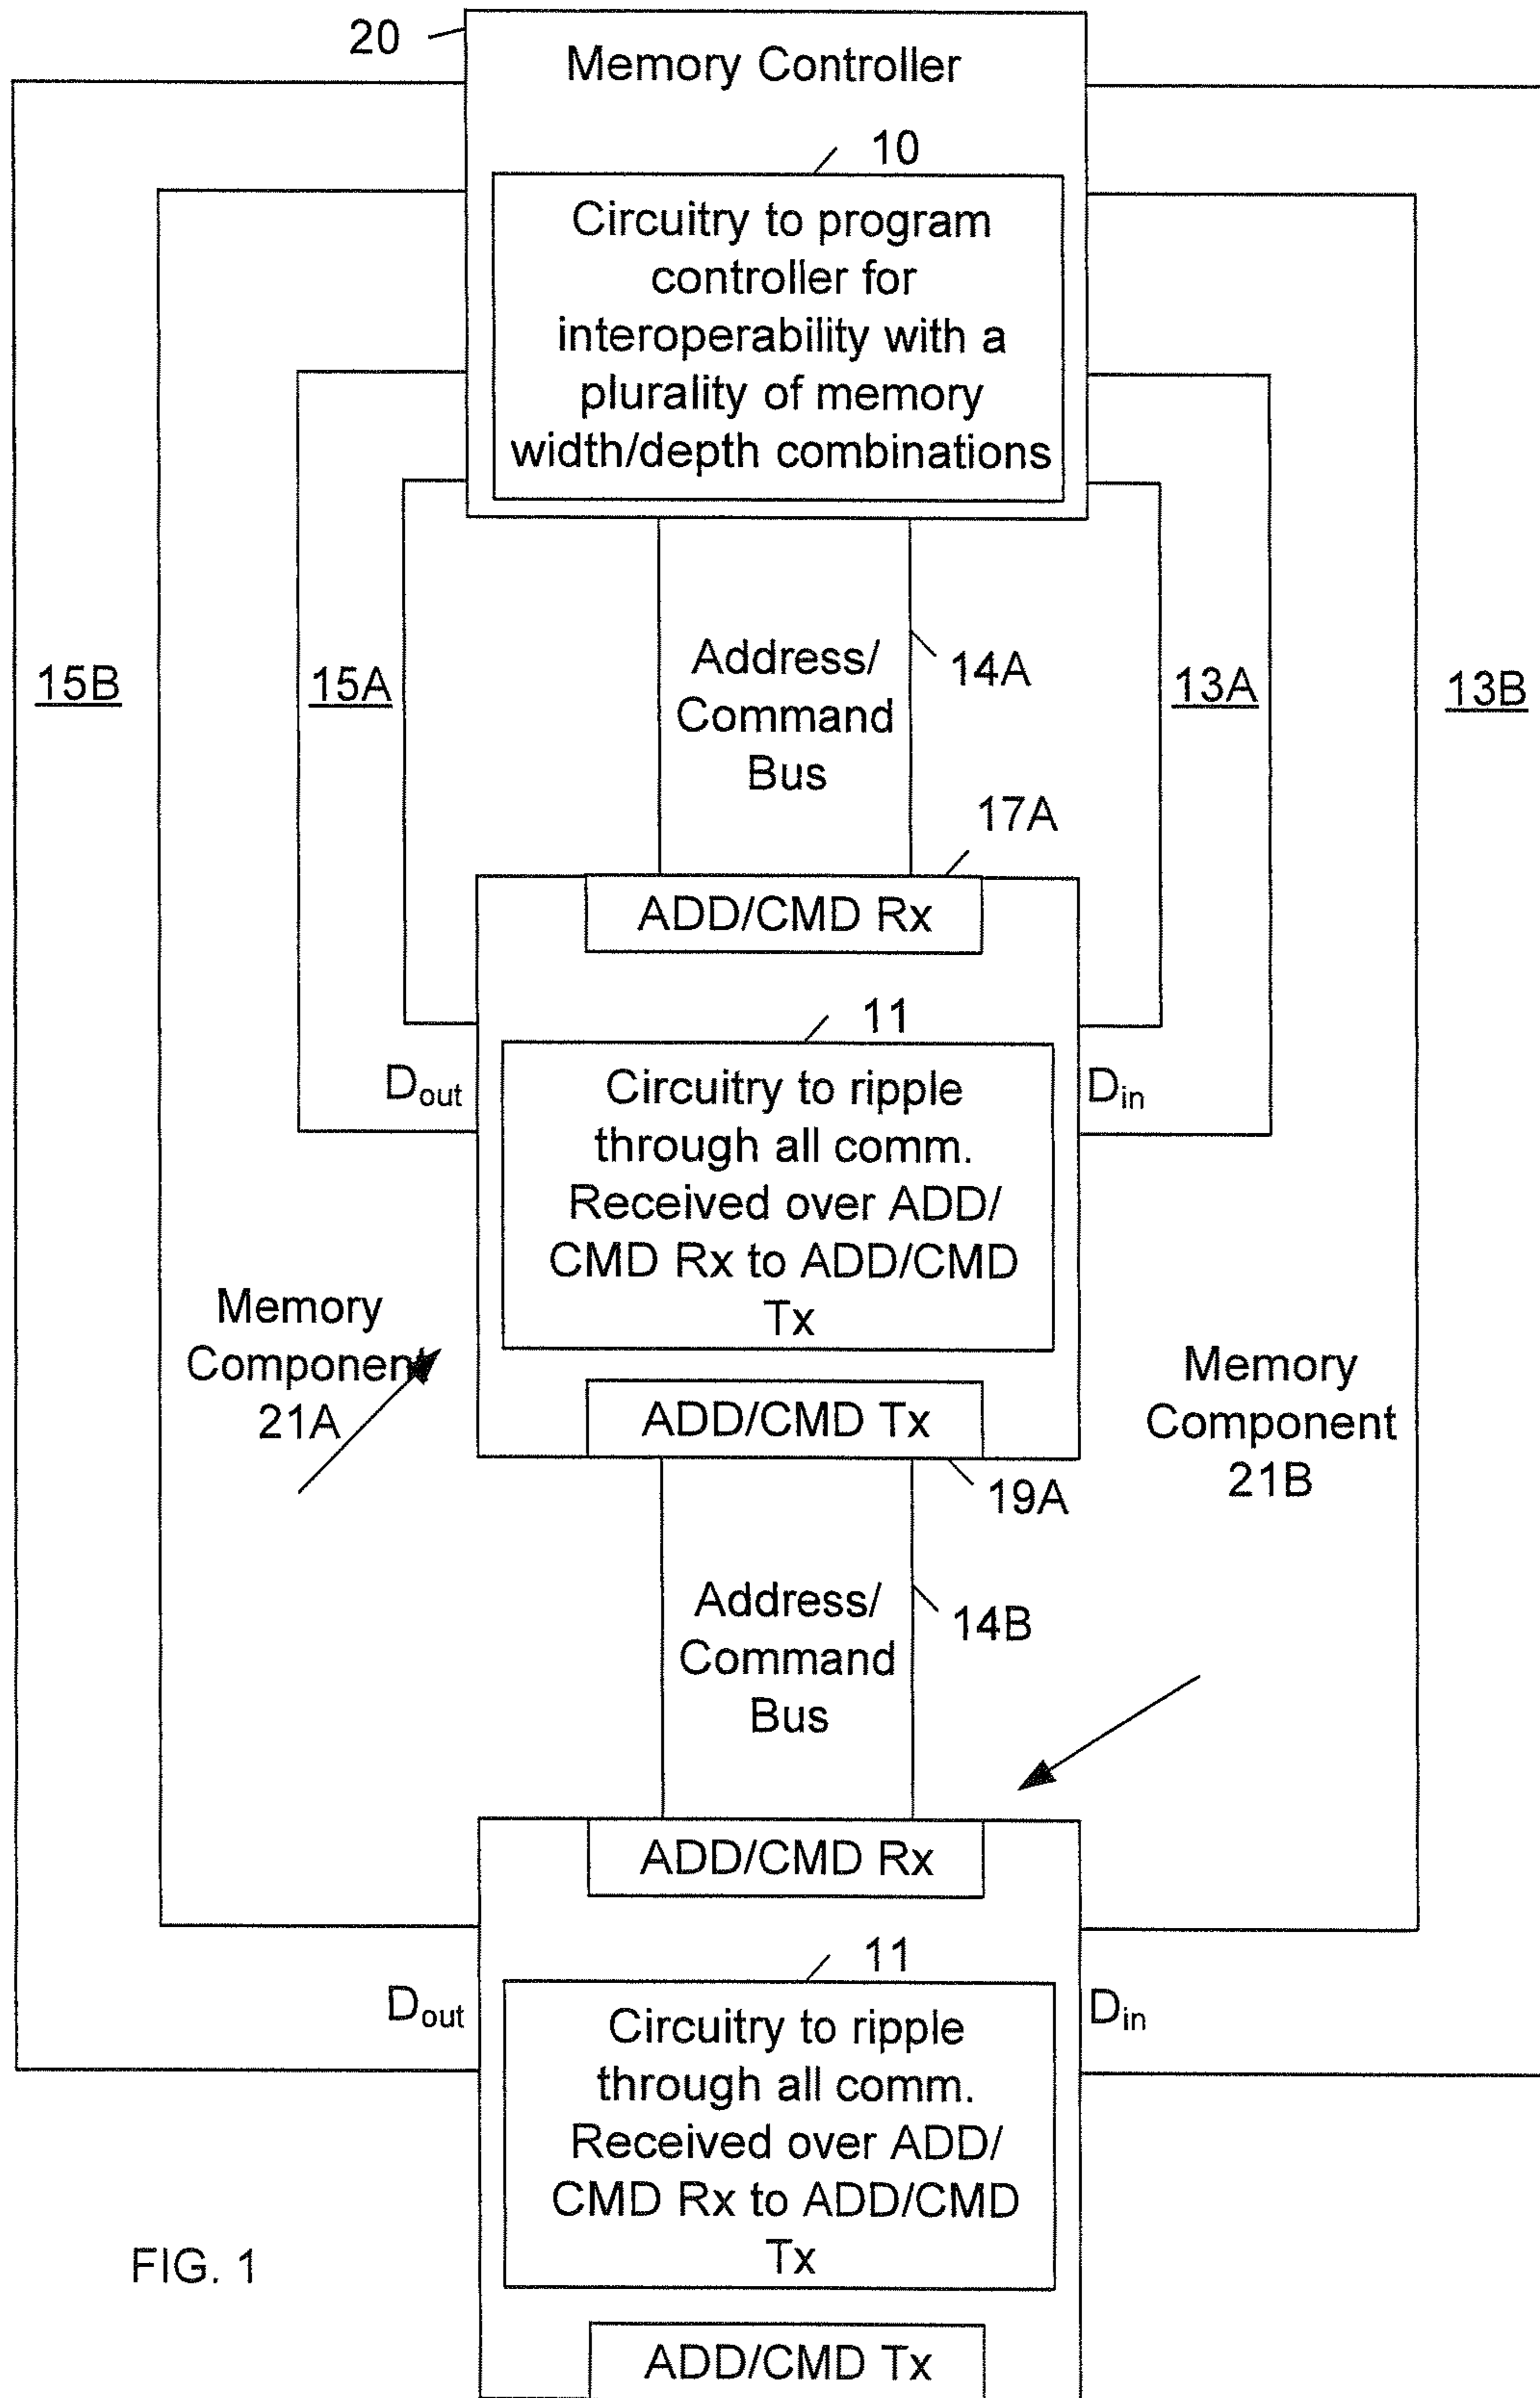 20
Memory Controller
10
Circuitry to program
controller for
interoperability with a
plurality of memory
width/depth combinations
15B
15A
Address/
Command
Bus
14A
13A
13B
17A
ADD/CMD Rx
11
D_out
Circuitry to ripple
through all comm.
Received over ADD/
CMD Rx to ADD/CMD
Tx
D_in
Memory
Component
21A
ADD/CMD Tx
19A
Memory
Component
21B
Address/
Command
Bus
14B
ADD/CMD Rx
11
D_out
Circuitry to ripple
through all comm.
Received over ADD/
CMD Rx to ADD/CMD
Tx
D_in
FIG. 1
ADD/CMD Tx